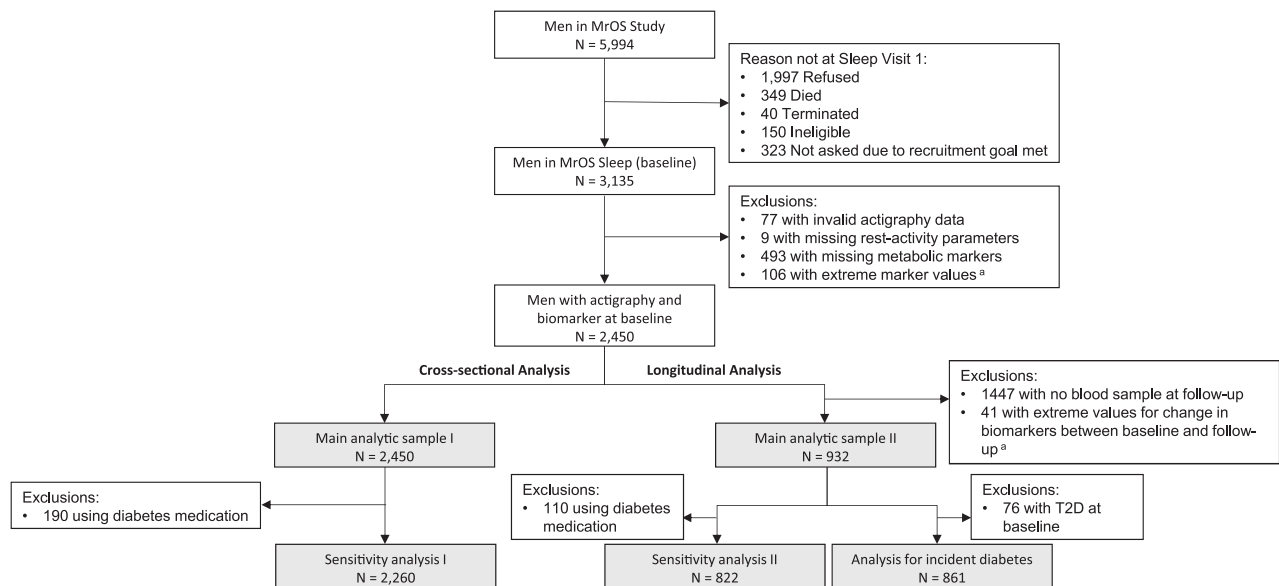 Men in MrOS Study
N = 5,994
Reason not at Sleep Visit 1:
• 1,997 Refused
• 349 Died
• 40 Terminated
• 150 Ineligible
• 323 Not asked due to recruitment goal met
Men in MrOS Sleep (baseline)
N = 3,135
Exclusions:
• 77 with invalid actigraphy data
• 9 with missing rest-activity parameters
• 493 with missing metabolic markers
• 106 with extreme marker values a
Men with actigraphy and
biomarker at baseline
N = 2,450
Cross-sectional Analysis
Longitudinal Analysis
Exclusions:
• 1447 with no blood sample at follow-up
• 41 with extreme values for change in
biomarkers between baseline and follow-
up a
Main analytic sample I
N = 2,450
Main analytic sample II
N = 932
Exclusions:
• 190 using diabetes medication
Exclusions:
• 110 using diabetes
medication
Exclusions:
• 76 with T2D at
baseline
Sensitivity analysis I
N = 2,260
Sensitivity analysis II
N = 822
Analysis for incident diabetes
N = 861